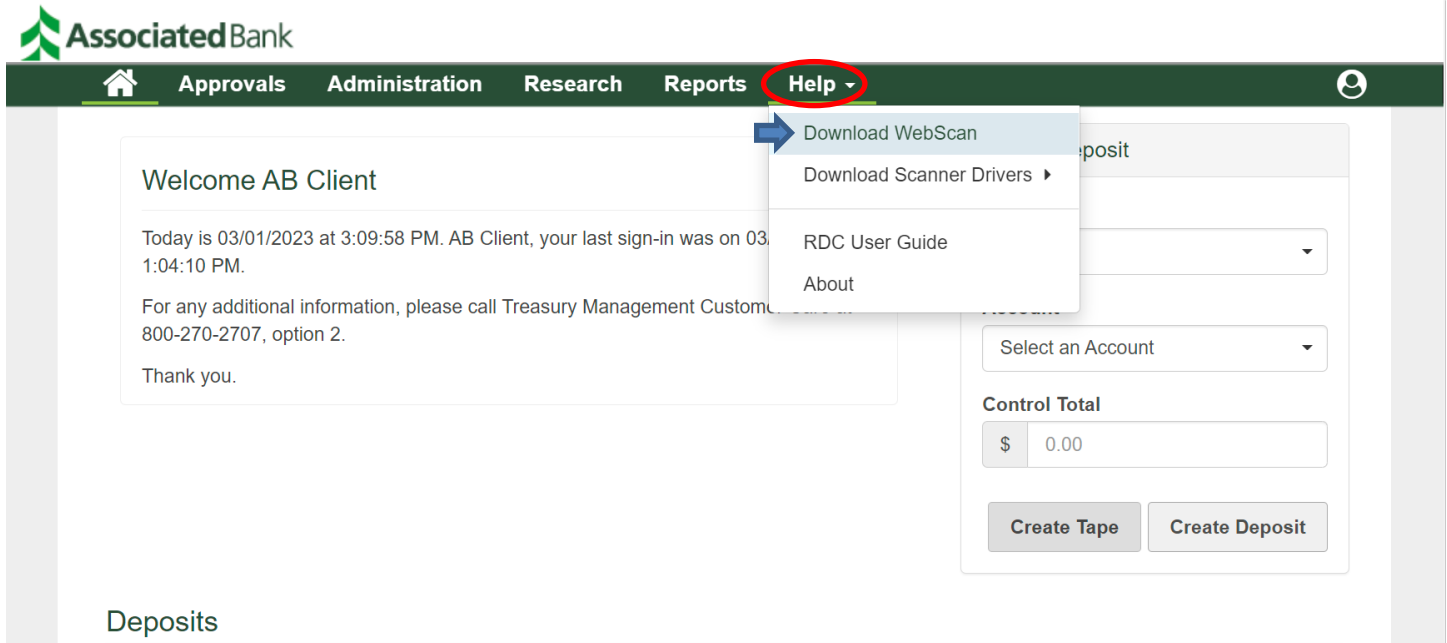 Associated Bank
Approvals Administration Research Reports Help
Download WebScan
Download Scanner Drivers
RDC User Guide
About
Welcome AB Client
Today is 03/01/2023 at 3:09:58 PM. AB Client, your last sign-in was on 03/
1:04:10 PM.
For any additional information, please call Treasury Management Customer
800-270-2707, option 2.
Thank you.
Select an Account
Control Total
$ 0.00
Create Tape Create Deposit
Deposits